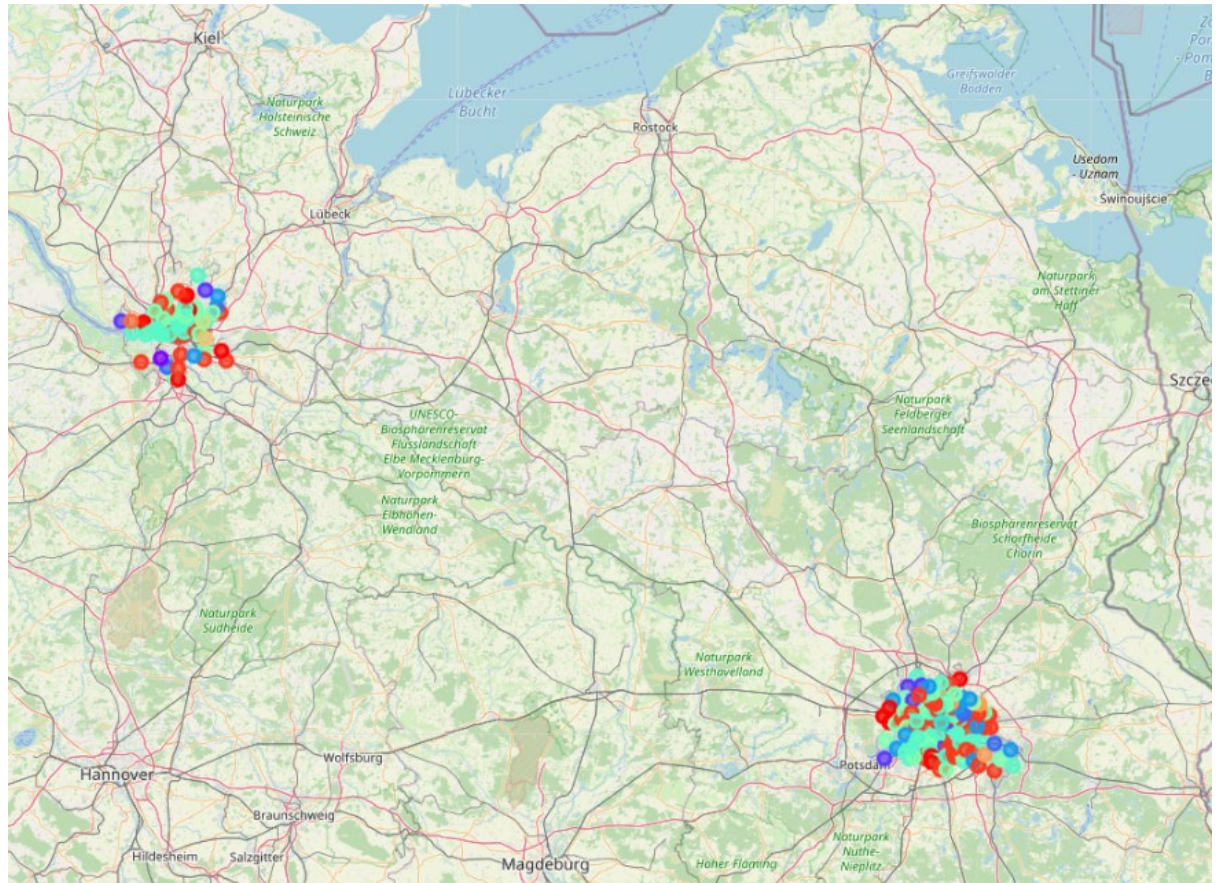 Kiel
Naturpark
Holsteinische
Schweiz
Lübecker
Bucht
Greifswalder
Bodden
Rostock
Usedom
- Uznam
Świnoujście
Lübeck
Naturpark
am Stettiner
Haff
UNESCO-
Biosphärenreservat
Flusslandschaft
Elbe Mecklenburg-
Vorpommern
Naturpark
Feldberger
Seenlandschaft
Naturpark
Elbhöhen-
Wendland
Biosphärenreservat
Schorfheide
Chorin
Naturpark
Südheide
Naturpark
Westhavelland
Wolfsburg
Hannover
Potsdam
Braunschweig
Hildesheim
Salzgitter
Magdeburg
Hoher Fläming
Naturpark
Nuthe-
Nieplitz